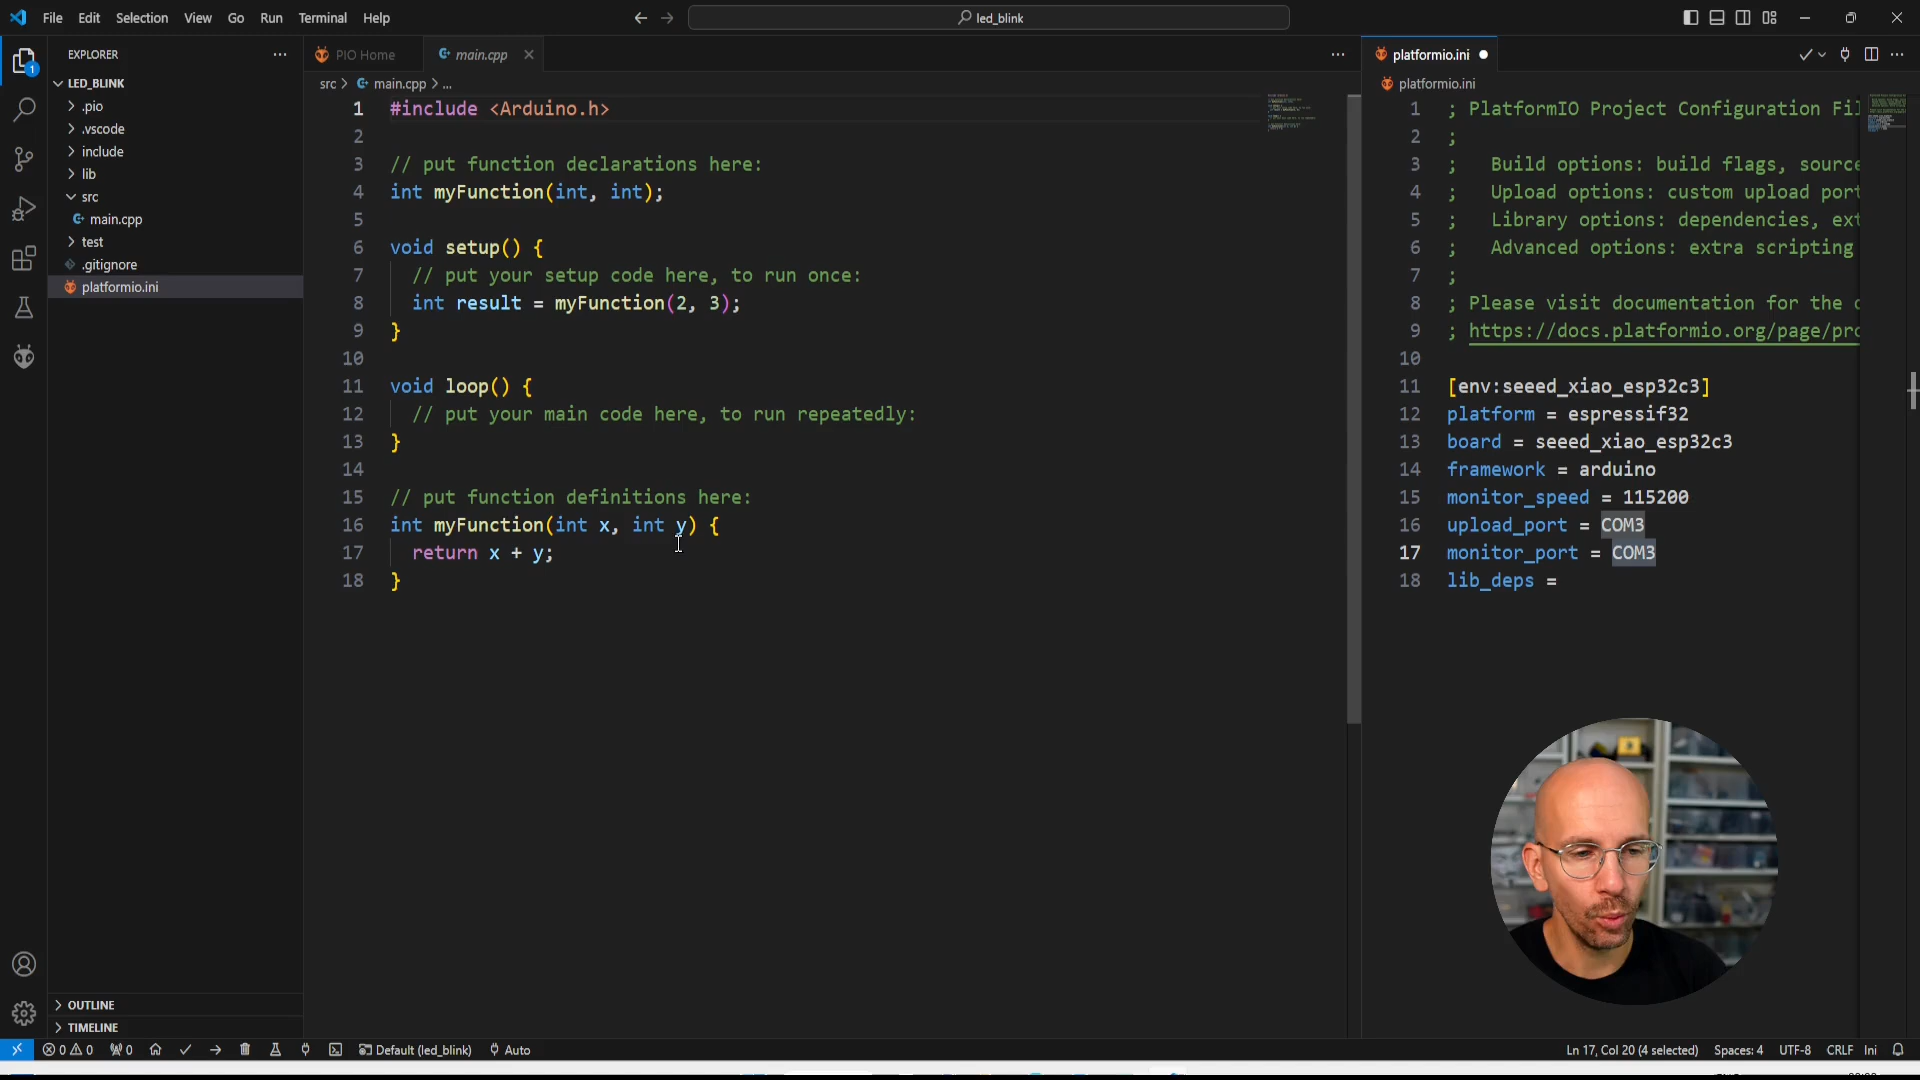 File Edit Selection View Go Run Terminal Help
led_blink
EXPLORER
LED_BLINK
.pio
.vscode
include
lib
src
main.cpp
test
.gitignore
platformio.ini
OUTLINE
TIMELINE
PIO Home
main.cpp
src > main.cpp > ...
1 #include <Arduino.h>
2
3 // put function declarations here:
4 int myFunction(int, int);
5
6 void setup() {
7 // put your setup code here, to run once:
8 int result = myFunction(2, 3);
9 }
10
11 void loop() {
12 // put your main code here, to run repeatedly:
13 }
14
15 // put function definitions here:
16 int myFunction(int x, int y) {
17 return x + y;
18 }
platformio.ini
platformio.ini
1 ; PlatformIO Project Configuration Fil
2 ;
3 ; Build options: build flags, source
4 ; Upload options: custom upload port
5 ; Library options: dependencies, ext
6 ; Advanced options: extra scripting
7 ;
8 ; Please visit documentation for the o
9 ; https://docs.platformio.org/page/pro
10
11 [env:seeed_xiao_esp32c3]
12 platform = espressif32
13 board = seeed_xiao_esp32c3
14 framework = arduino
15 monitor_speed = 115200
16 upload_port = COM3
17 monitor_port = COM3
18 lib_deps =
1
0 0 0 Default (led_blink) Auto
Ln 17, Col 20 (4 selected) Spaces: 4 UTF-8 CRLF Ini